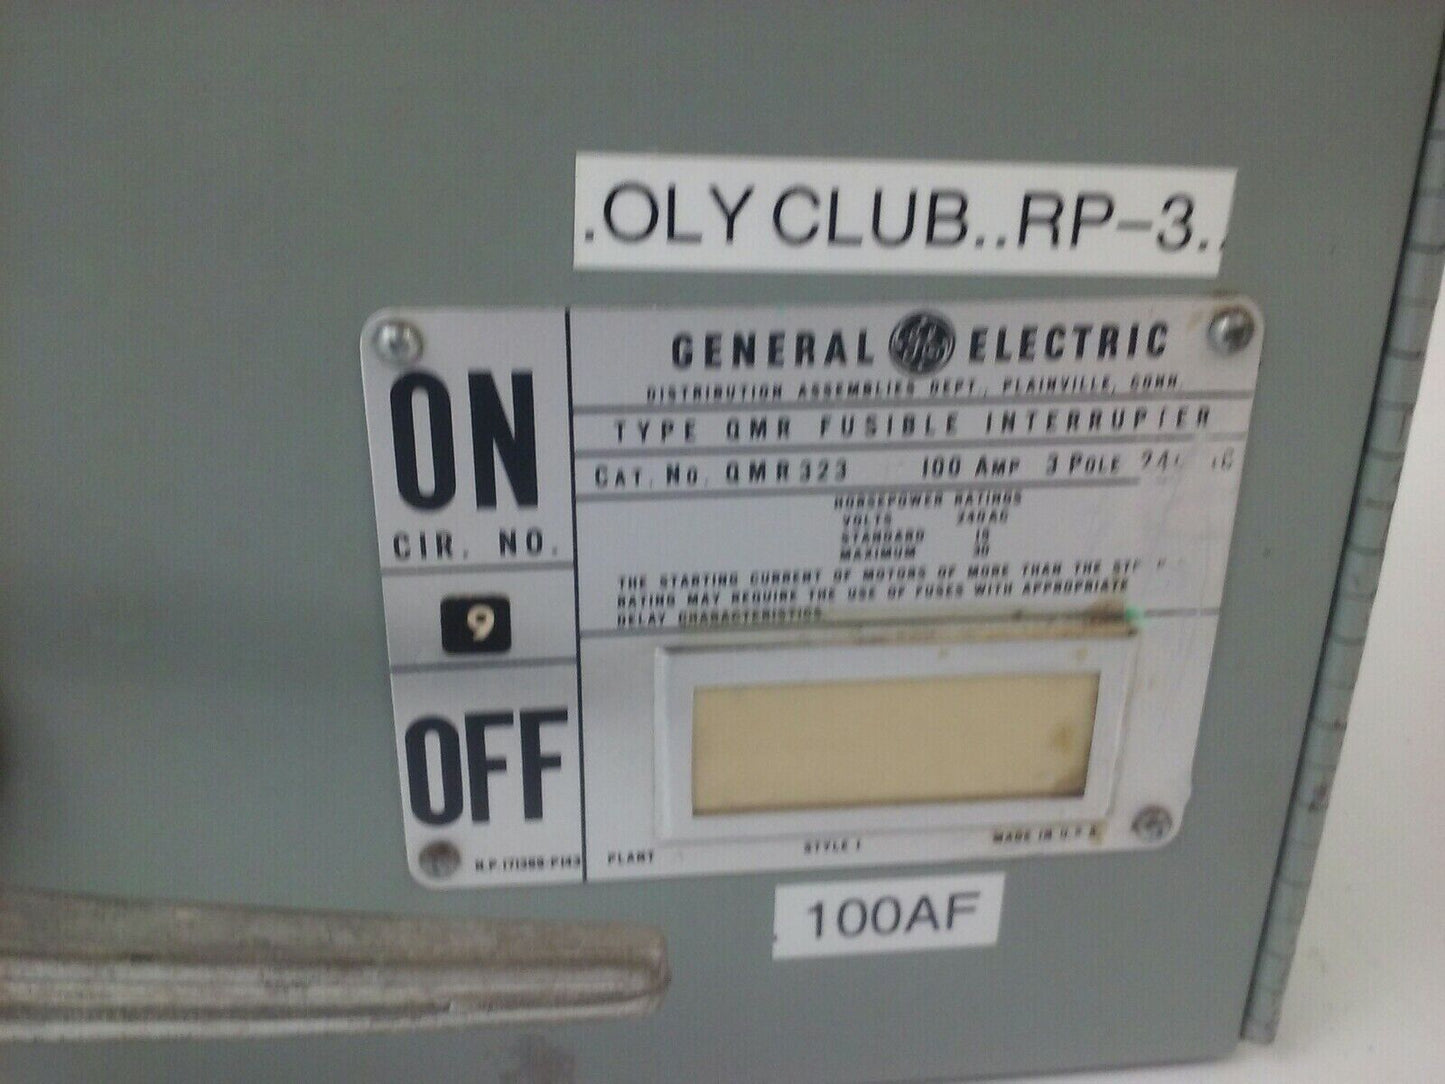 .OLY CLUB..RP-3.
GENERAL GE ELECTRIC
DISTRIBUTION ASSEMBLIES DEPT., PLAINVILLE, CONN.
TYPE QMR FUSIBLE INTERRUPTER
CAT. NO. QMR323 100 AMP 3 POLE
HORSEPOWER RATINGS
VOLTS 240AC
STANDARD 15
MAXIMUM 30
THE STARTING CURRENT OF MOTORS OF MORE THAN THE
RATING MAY REQUIRE THE USE OF FUSES WITH APPROPRIATE
DELAY CHARACTERISTICS
ON
CIR. NO.
9
OFF
N.P. 171388-P143
PLANT STYLE 1 MADE IN U.S.A.
100AF